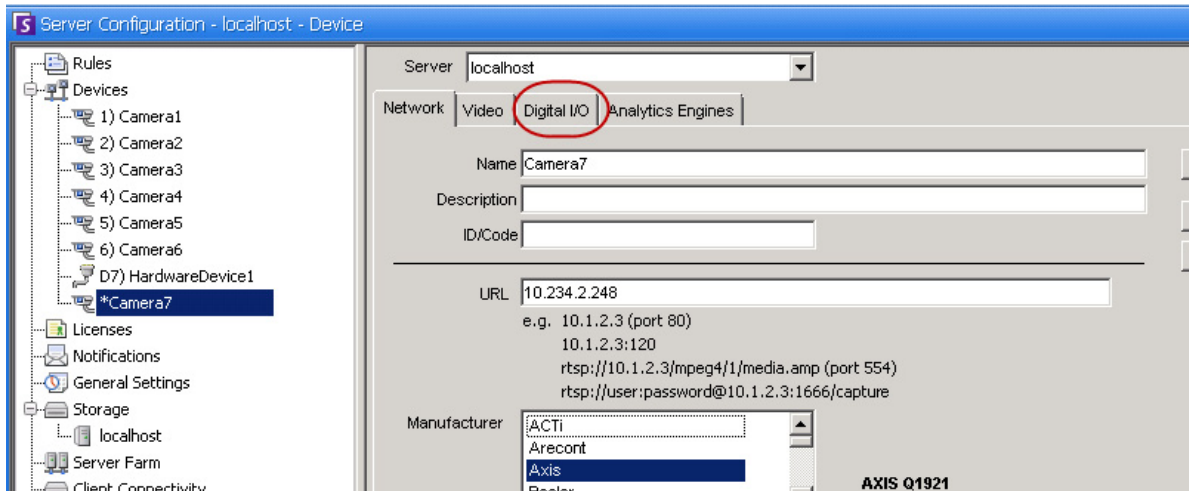 Server Configuration - localhost - Device
Rules
Devices
1) Camera1
2) Camera2
3) Camera3
4) Camera4
5) Camera5
6) Camera6
D7) HardwareDevice1
*Camera7
Licenses
Notifications
General Settings
Storage
localhost
Server Farm
Client Connectivity
Server localhost
Network Video Digital I/O Analytics Engines
Name Camera7
Description
ID/Code
URL 10.234.2.248
e.g. 10.1.2.3 (port 80)
10.1.2.3:120
rtsp://10.1.2.3/mpeg4/1/media.amp (port 554)
rtsp://user:password@10.1.2.3:1666/capture
Manufacturer ACTi
Arecont
Axis
AXIS Q1921